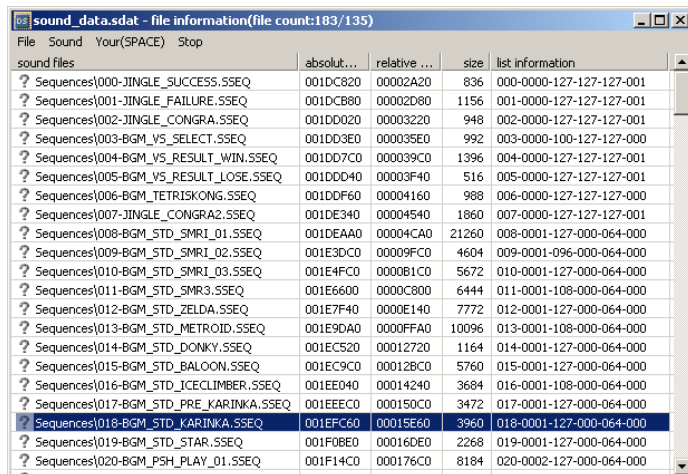 DS sound_data.sdat - file information(file count:183/135)
File Sound Your(SPACE) Stop
sound files absolut... relative ... size list information
? Sequences\000-JINGLE_SUCCESS.SSEQ 001DC820 00002A20 836 000-0000-127-127-127-001
? Sequences\001-JINGLE_FAILURE.SSEQ 001DCB80 00002D80 1156 001-0000-127-127-127-001
? Sequences\002-JINGLE_CONGRA.SSEQ 001DD020 00003220 948 002-0000-127-127-127-001
? Sequences\003-BGM_VS_SELECT.SSEQ 001DD3E0 000035E0 992 003-0000-100-127-127-000
? Sequences\004-BGM_VS_RESULT_WIN.SSEQ 001DD7C0 000039C0 1396 004-0000-127-127-127-001
? Sequences\005-BGM_VS_RESULT_LOSE.SSEQ 001DDD40 00003F40 516 005-0000-127-127-127-001
? Sequences\006-BGM_TETRISKONG.SSEQ 001DDF60 00004160 988 006-0000-127-127-127-000
? Sequences\007-JINGLE_CONGRA2.SSEQ 001DE340 00004540 1860 007-0000-127-127-127-001
? Sequences\008-BGM_STD_SMRI_01.SSEQ 001DEAA0 00004CA0 21260 008-0001-127-000-064-000
? Sequences\009-BGM_STD_SMRI_02.SSEQ 001E3DC0 00009FC0 4604 009-0001-096-000-064-000
? Sequences\010-BGM_STD_SMRI_03.SSEQ 001E4FC0 0000B1C0 5672 010-0001-127-000-064-000
? Sequences\011-BGM_STD_SMR3.SSEQ 001E6600 0000C800 6444 011-0001-108-000-064-000
? Sequences\012-BGM_STD_ZELDA.SSEQ 001E7F40 0000E140 7772 012-0001-127-000-064-000
? Sequences\013-BGM_STD_METROID.SSEQ 001E9DA0 0000FFA0 10096 013-0001-108-000-064-000
? Sequences\014-BGM_STD_DONKY.SSEQ 001EC520 00012720 1164 014-0001-127-000-064-000
? Sequences\015-BGM_STD_BALOON.SSEQ 001EC9C0 00012BC0 5760 015-0001-127-000-064-000
? Sequences\016-BGM_STD_ICECLIMBER.SSEQ 001EE040 00014240 3684 016-0001-108-000-064-000
? Sequences\017-BGM_STD_PRE_KARINKA.SSEQ 001EEEC0 000150C0 3472 017-0001-127-000-064-000
? Sequences\018-BGM_STD_KARINKA.SSEQ 001EFC60 00015E60 3960 018-0001-127-000-064-000
? Sequences\019-BGM_STD_STAR.SSEQ 001F0BE0 00016DE0 2268 019-0001-127-000-064-000
? Sequences\020-BGM_PSH_PLAY_01.SSEQ 001F14C0 000176C0 8184 020-0002-127-000-064-000